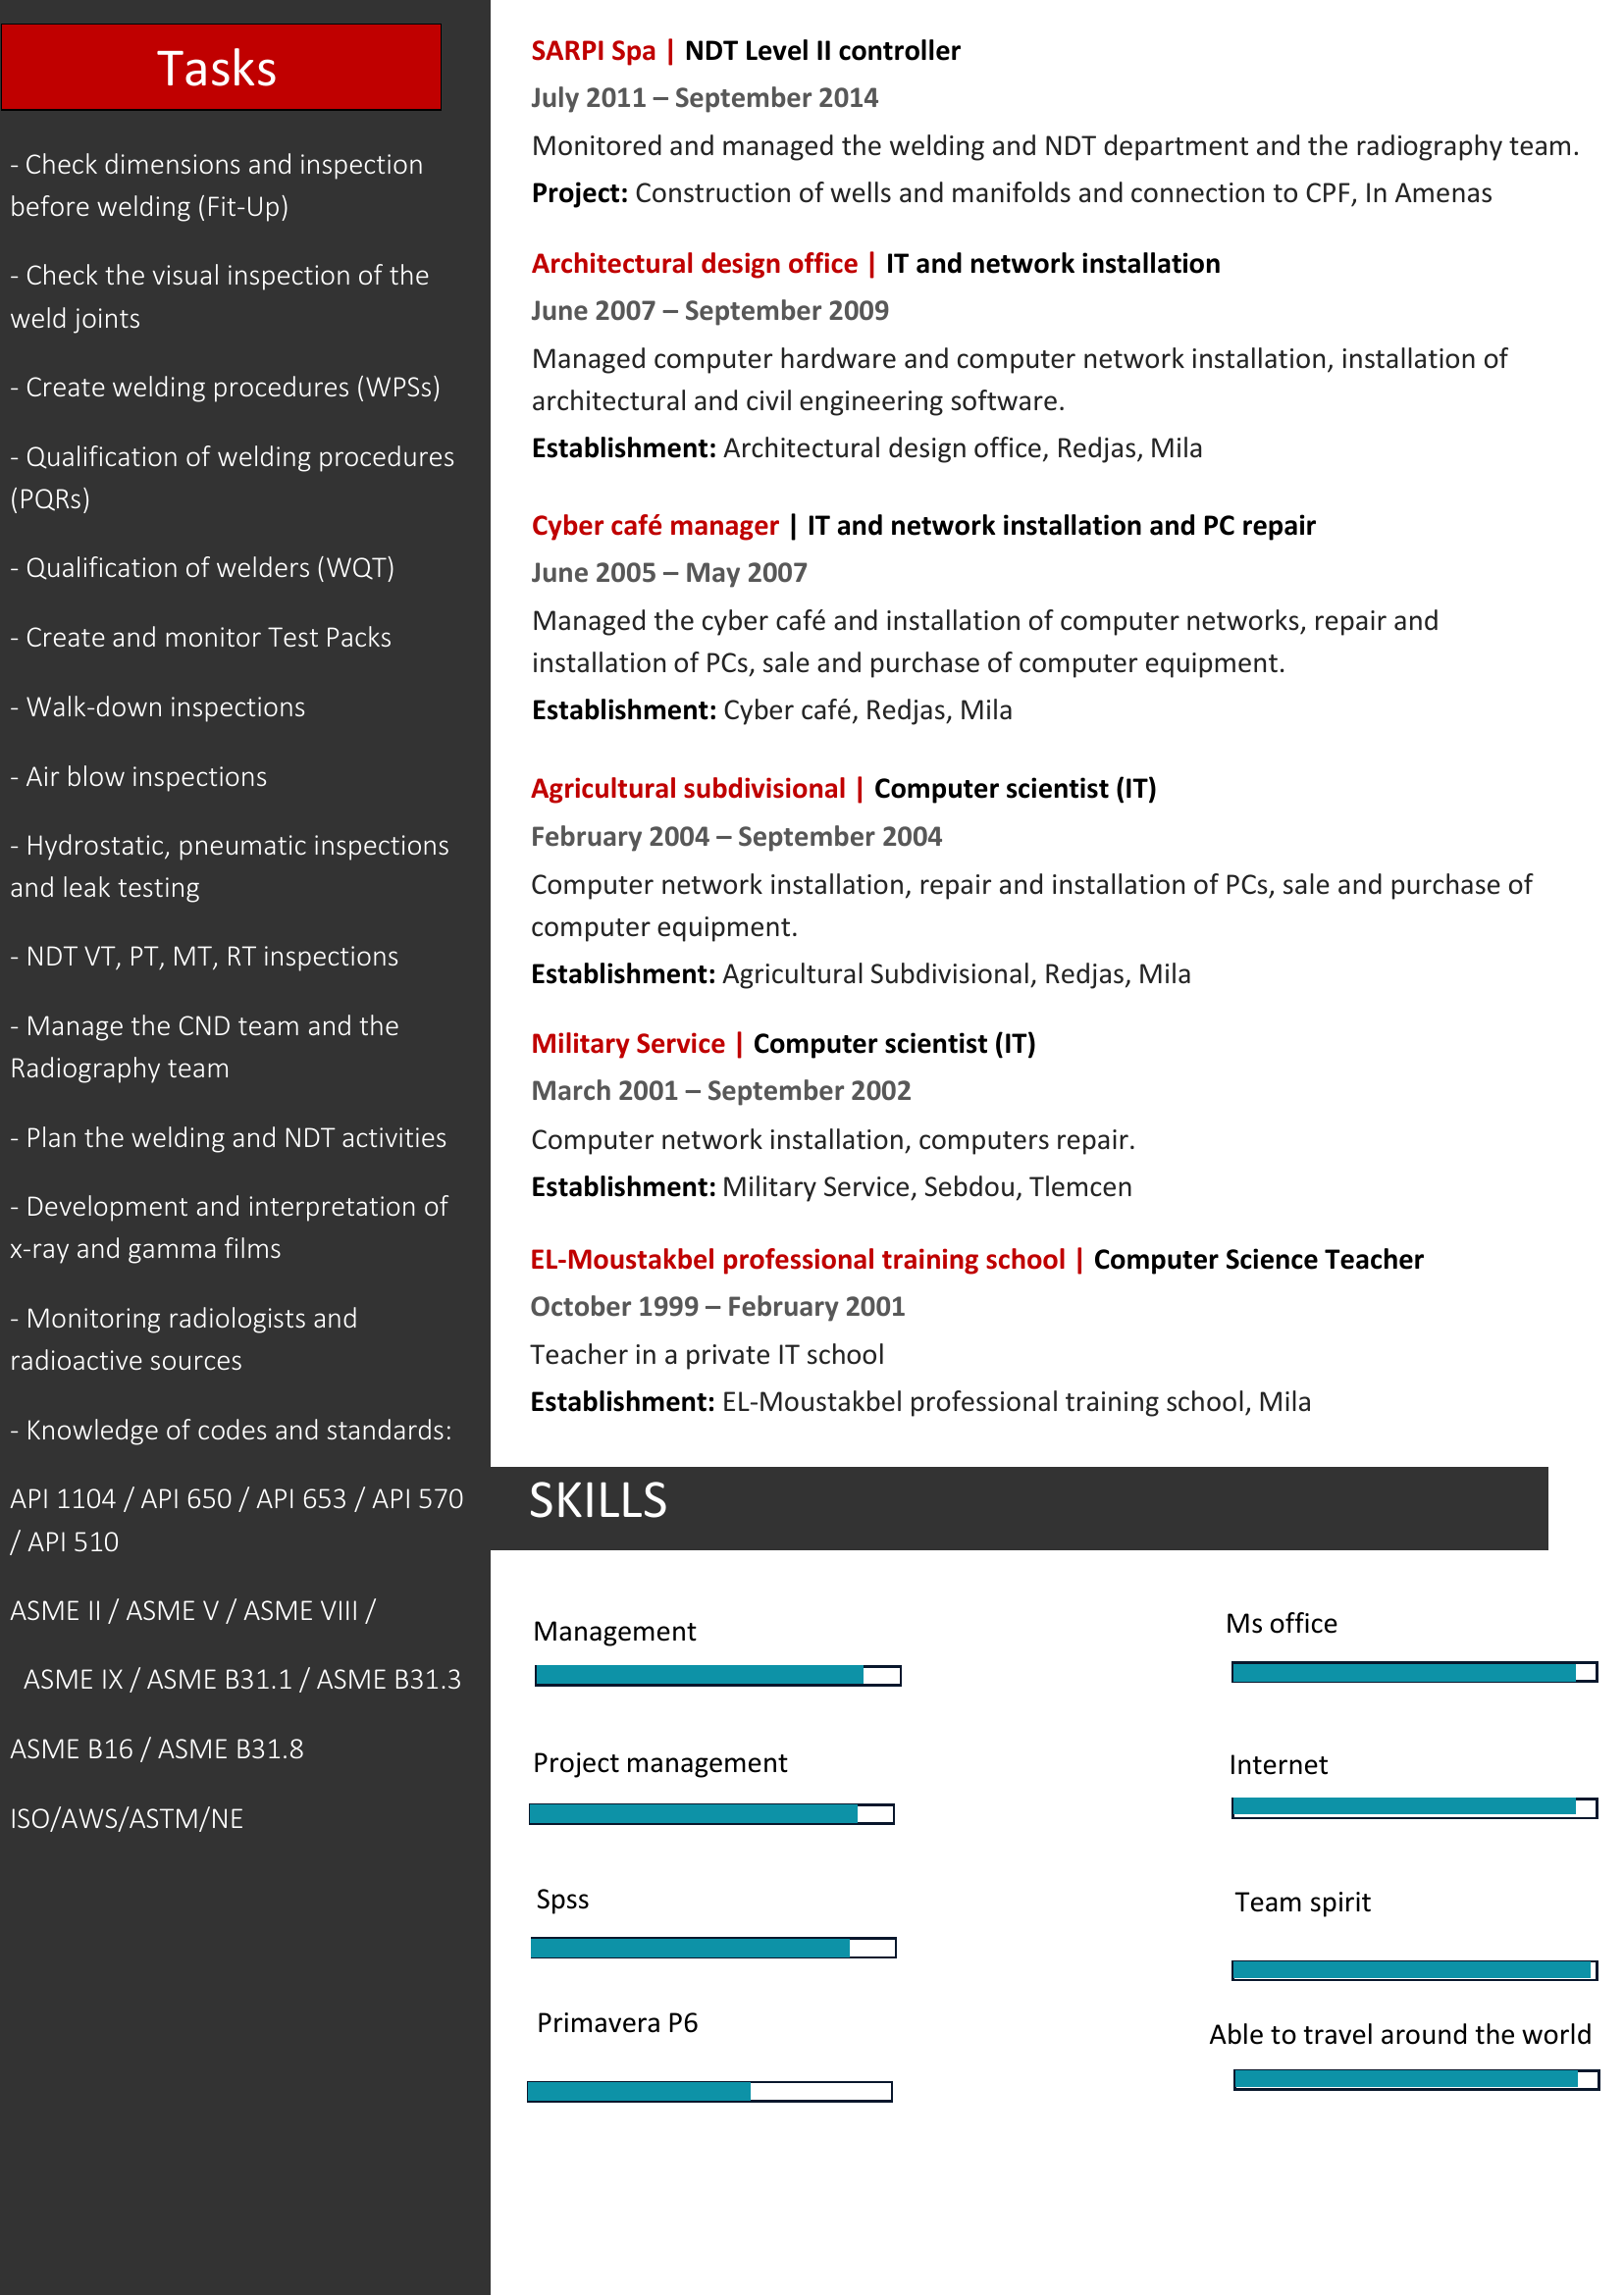 Tasks
- Check dimensions and inspection
before welding (Fit-Up)
- Check the visual inspection of the
weld joints
- Create welding procedures (WPSs)
- Qualification of welding procedures
(PQRs)
- Qualification of welders (WQT)
- Create and monitor Test Packs
- Walk-down inspections
- Air blow inspections
- Hydrostatic, pneumatic inspections
and leak testing
- NDT VT, PT, MT, RT inspections
- Manage the CND team and the
Radiography team
- Plan the welding and NDT activities
- Development and interpretation of
x-ray and gamma films
- Monitoring radiologists and
radioactive sources
- Knowledge of codes and standards:
API 1104 / API 650 / API 653 / API 570
/ API 510
ASME II / ASME V / ASME VIII /
ASME IX / ASME B31.1 / ASME B31.3
ASME B16 / ASME B31.8
ISO/AWS/ASTM/NE
SARPI Spa | NDT Level II controller
July 2011 – September 2014
Monitored and managed the welding and NDT department and the radiography team.
Project: Construction of wells and manifolds and connection to CPF, In Amenas
Architectural design office | IT and network installation
June 2007 – September 2009
Managed computer hardware and computer network installation, installation of
architectural and civil engineering software.
Establishment: Architectural design office, Redjas, Mila
Cyber café manager | IT and network installation and PC repair
June 2005 – May 2007
Managed the cyber café and installation of computer networks, repair and
installation of PCs, sale and purchase of computer equipment.
Establishment: Cyber café, Redjas, Mila
Agricultural subdivisional | Computer scientist (IT)
February 2004 – September 2004
Computer network installation, repair and installation of PCs, sale and purchase of
computer equipment.
Establishment: Agricultural Subdivisional, Redjas, Mila
Military Service | Computer scientist (IT)
March 2001 – September 2002
Computer network installation, computers repair.
Establishment: Military Service, Sebdou, Tlemcen
EL-Moustakbel professional training school | Computer Science Teacher
October 1999 – February 2001
Teacher in a private IT school
Establishment: EL-Moustakbel professional training school, Mila
SKILLS
Management
Project management
Spss
Primavera P6
Ms office
Internet
Team spirit
Able to travel around the world